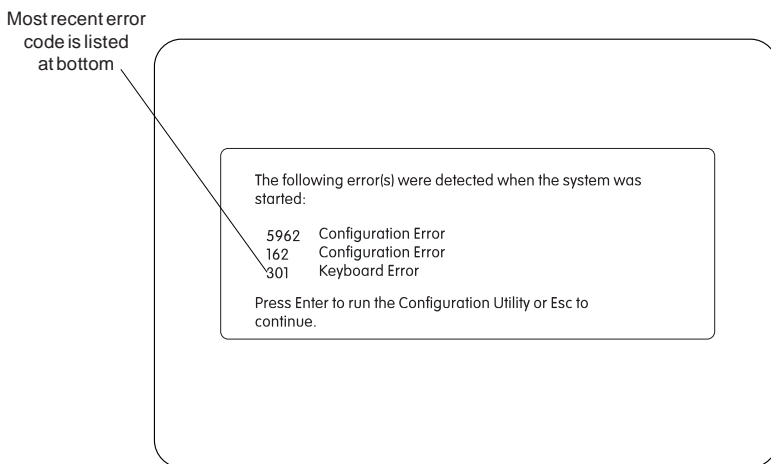 Most recent error
code is listed
at bottom
The following error(s) were detected when the system was
started:
5962 Configuration Error
162 Configuration Error
301 Keyboard Error
Press Enter to run the Configuration Utility or Esc to
continue.